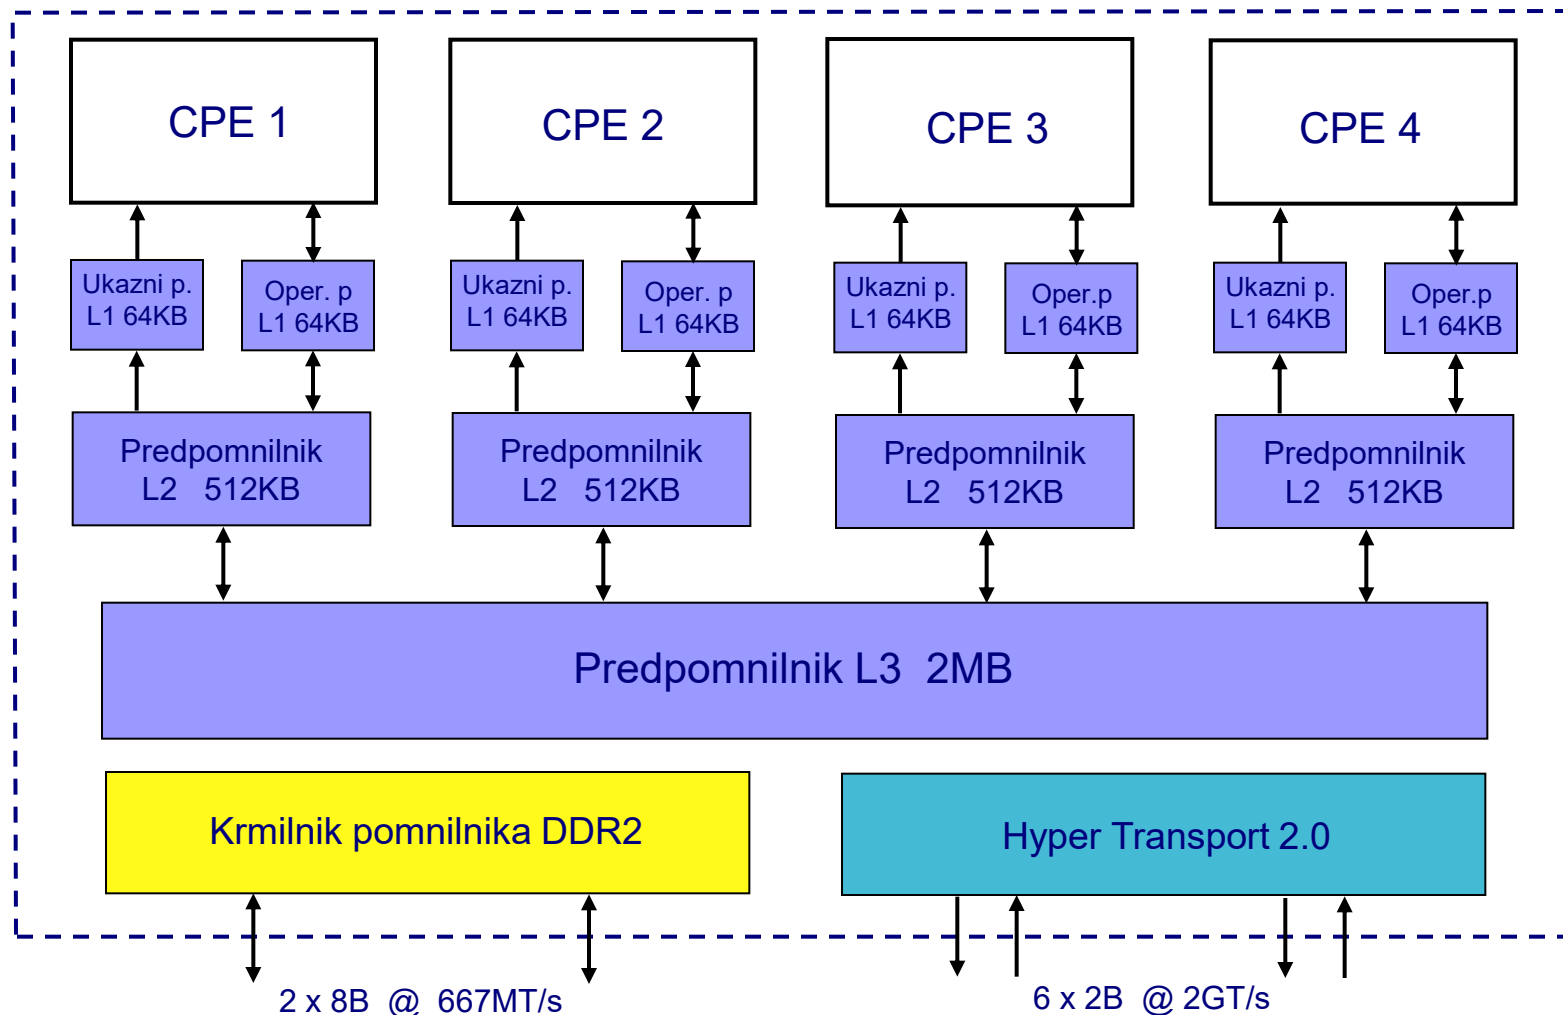 CPE 1
CPE 2
CPE 3
CPE 4
Ukazni p.
L1 64KB
Oper. p
L1 64KB
Ukazni p.
L1 64KB
Oper. p
L1 64KB
Ukazni p.
L1 64KB
Oper.p
L1 64KB
Ukazni p.
L1 64KB
Oper.p
L1 64KB
Predpomnilnik
L2 512KB
Predpomnilnik
L2 512KB
Predpomnilnik
L2 512KB
Predpomnilnik
L2 512KB
Predpomnilnik L3 2MB
Krmilnik pomnilnika DDR2
Hyper Transport 2.0
2 x 8B @ 667MT/s
6 x 2B @ 2GT/s